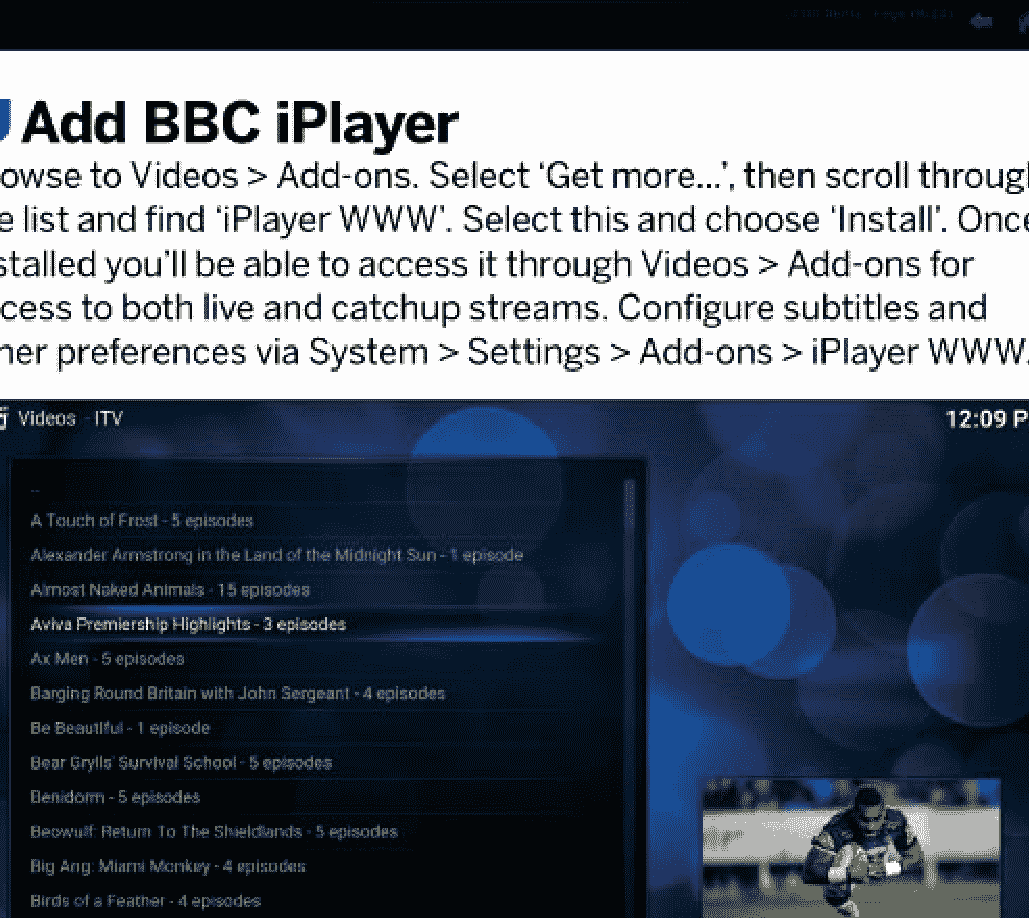 Add BBC iPlayer
owse to Videos > Add-ons. Select ‘Get more...’, then scroll through
e list and find ‘iPlayer WWW’. Select this and choose ‘Install’. Once
stalled you’ll be able to access it through Videos > Add-ons for
cess to both live and catchup streams. Configure subtitles and
her preferences via System > Settings > Add-ons > iPlayer WWW.
Videos - ITV
12:09 P
..
A Touch of Frost - 5 episodes
Alexander Armstrong in the Land of the Midnight Sun - 1 episode
Almost Naked Animals - 15 episodes
Aviva Premiership Highlights - 3 episodes
Ax Men - 5 episodes
Barging Round Britain with John Sergeant - 4 episodes
Be Beautiful - 1 episode
Bear Grylls' Survival School - 5 episodes
Benidorm - 5 episodes
Beowulf: Return To The Shieldlands - 5 episodes
Big Ang: Miami Monkey - 4 episodes
Birds of a Feather - 4 episodes